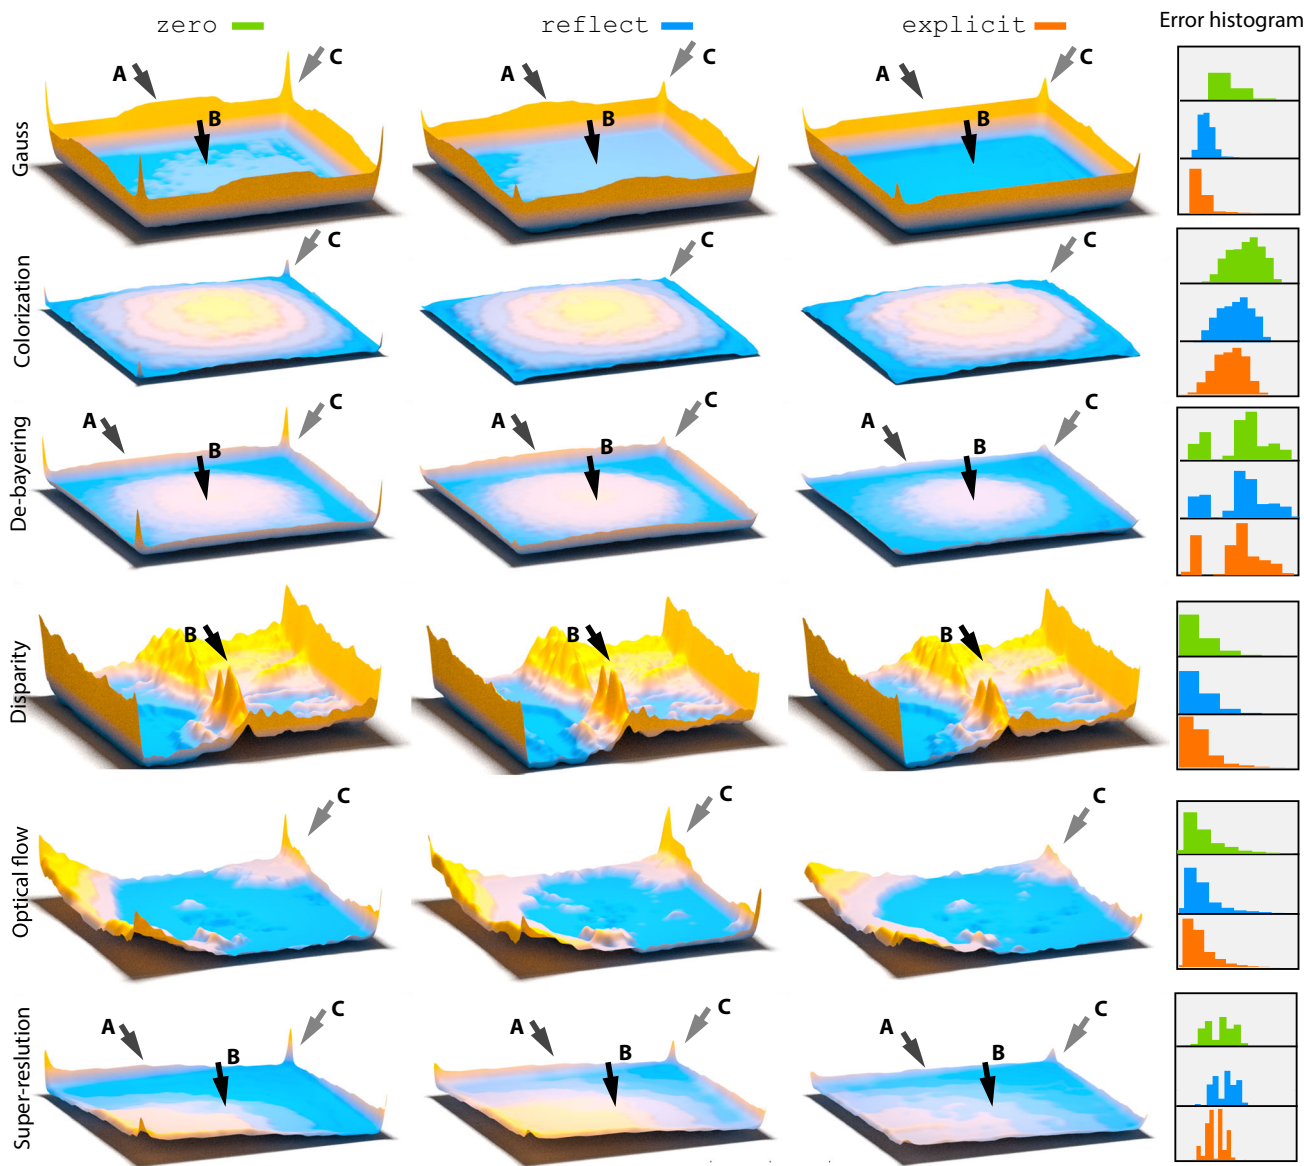 zero reflect explicit Error histogram
Gauss
A C A C A C
B B B
Colorization
C C C
De-bayering
A C A C A C
B B B
Disparity
B B B
Optical flow
C C C
Super-reslution
A C A C A C
B B B